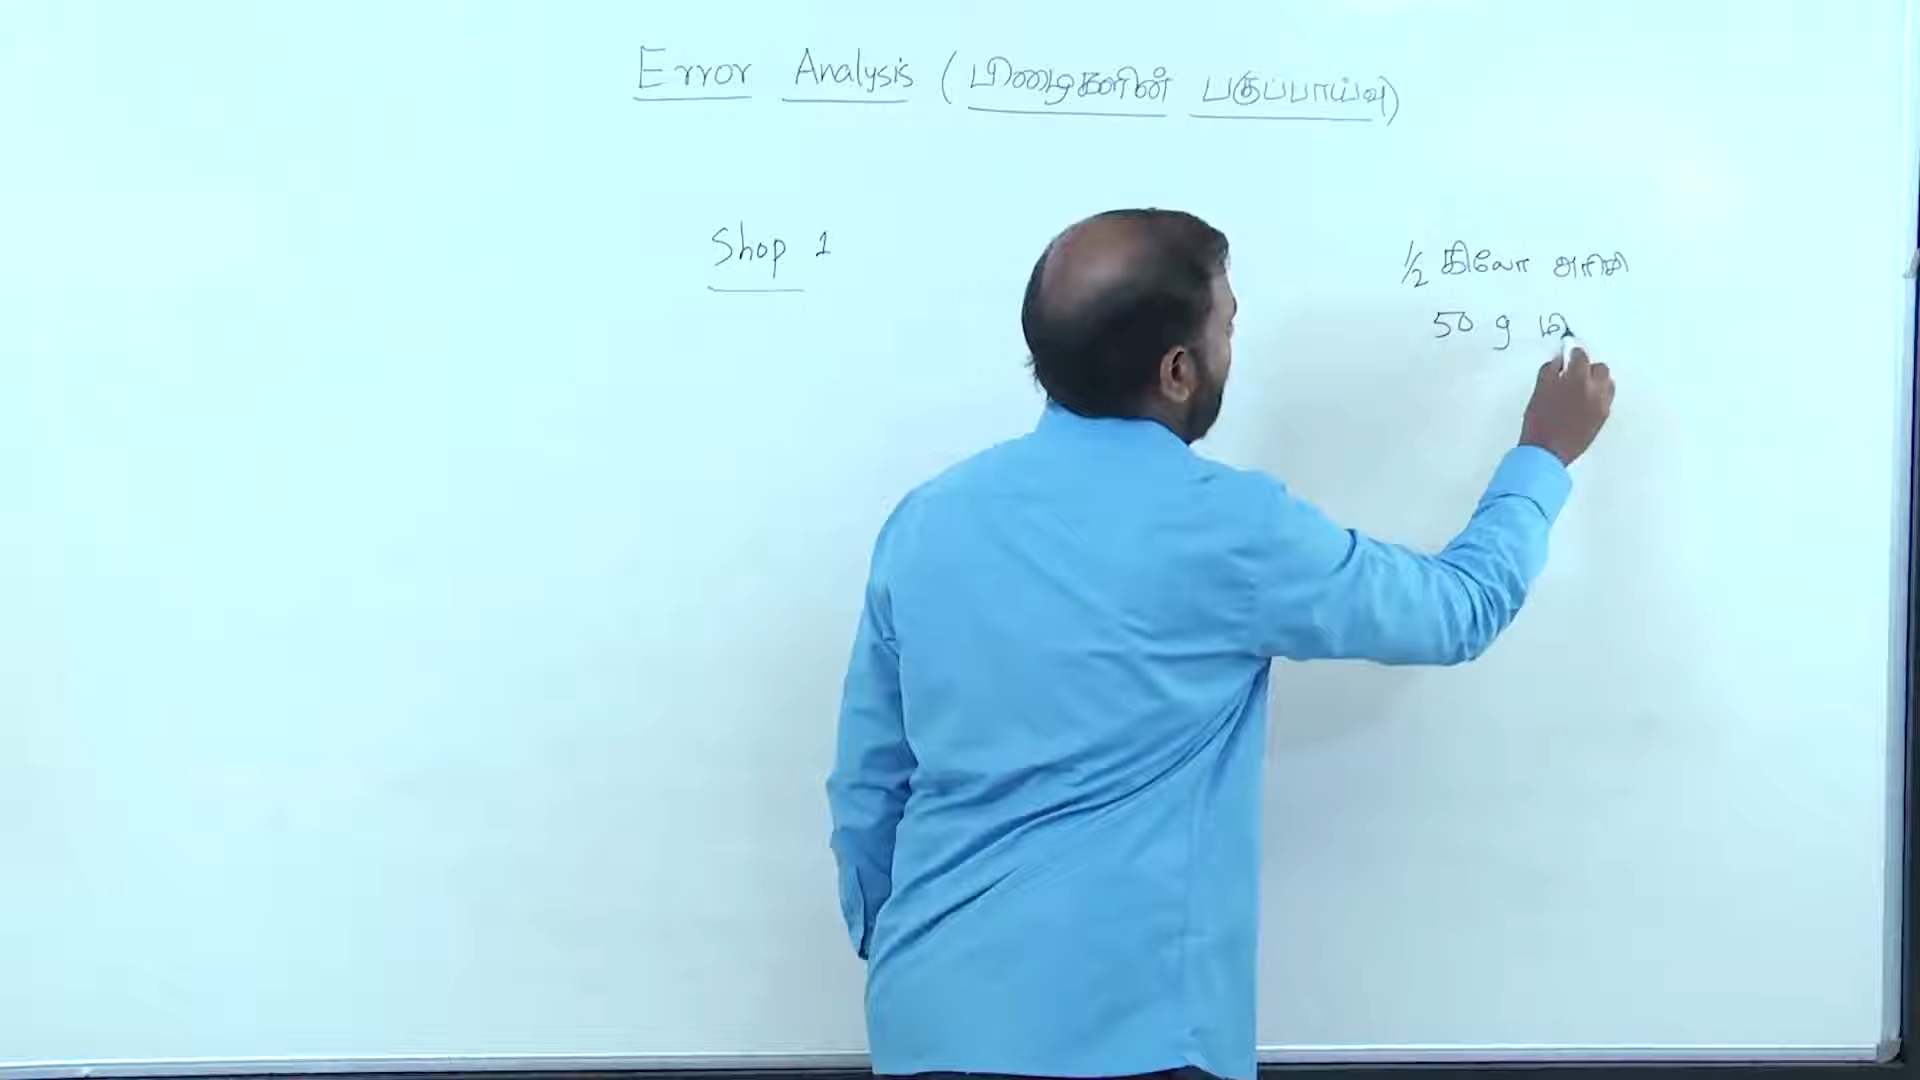 Error Analysis (பிழைகளின் பகுப்பாய்வு)
Shop 1
1/2 கிலோ அரிசி
50 g மி